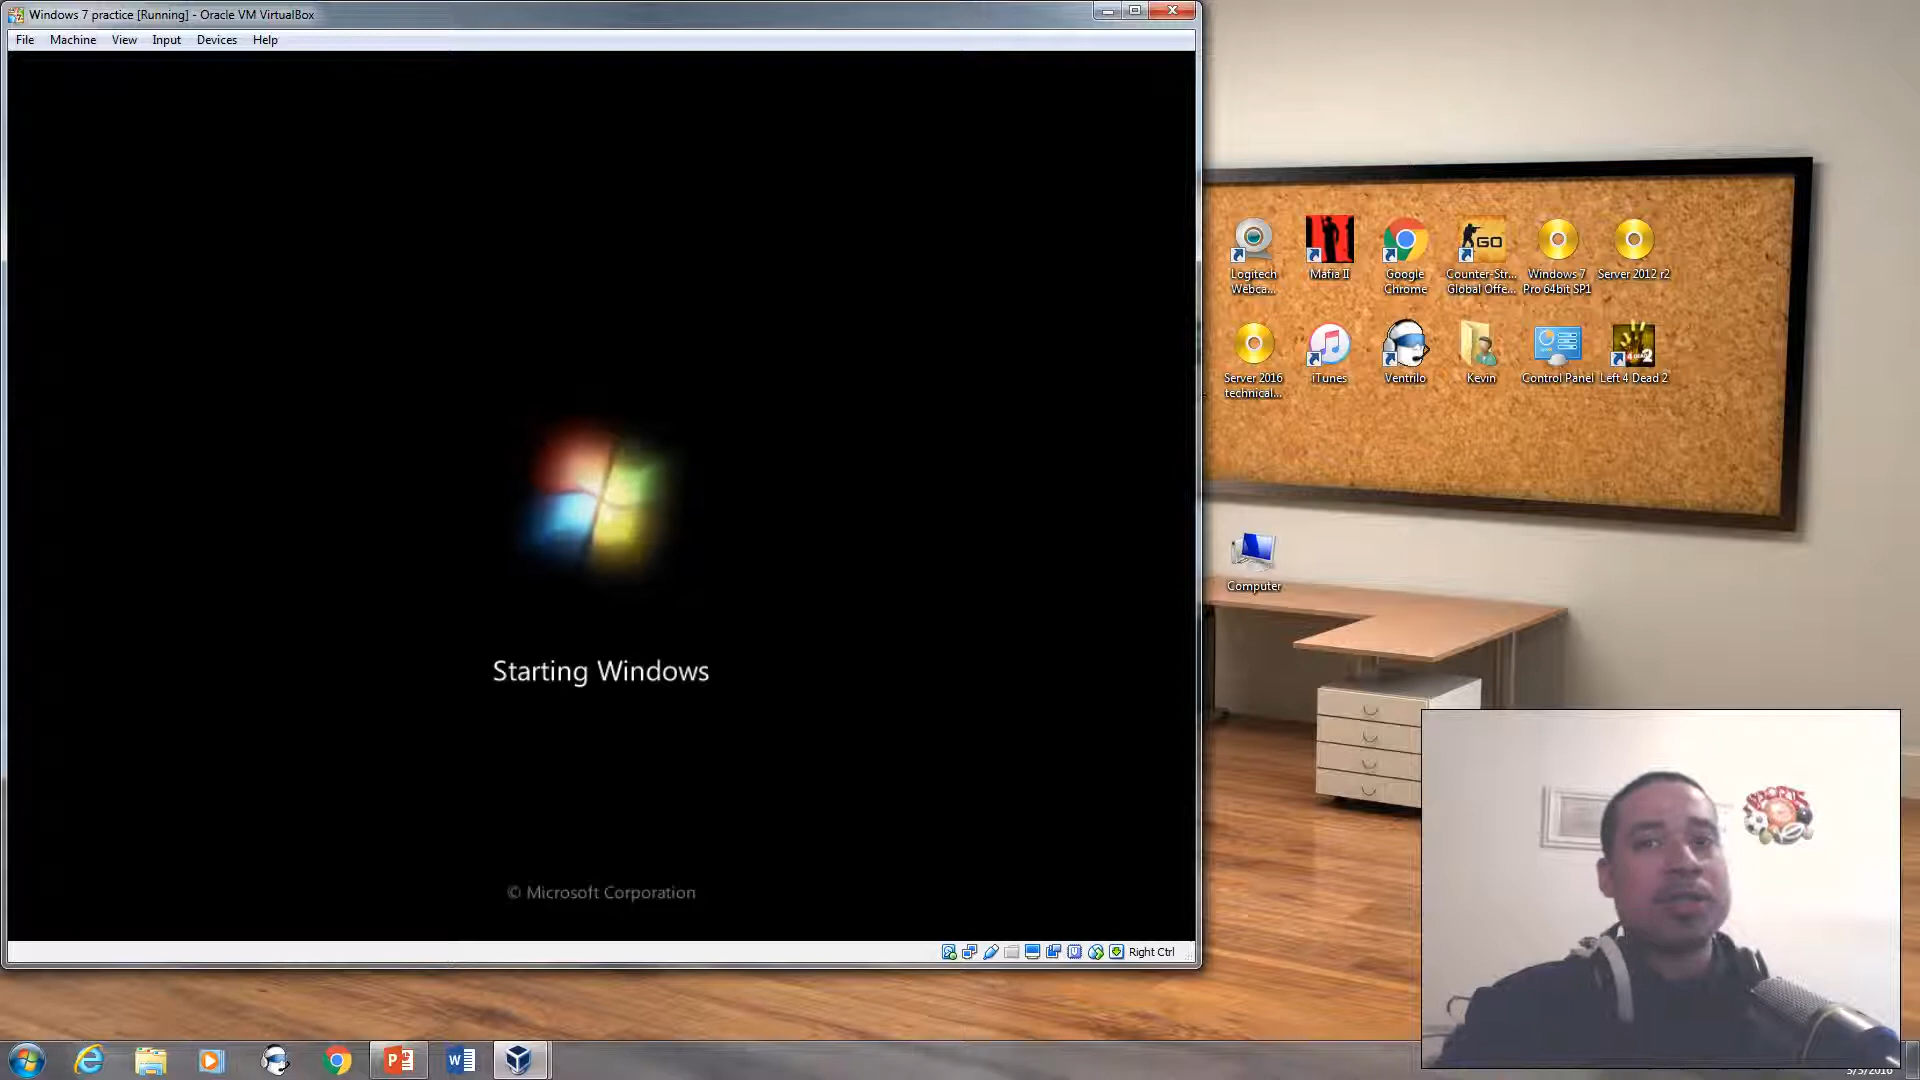 Windows 7 practice [Running] - Oracle VM VirtualBox
File Machine View Input Devices Help
Starting Windows
© Microsoft Corporation
Right Ctrl
Logitech
Webca...
Mafia II
Google
Chrome
Counter-Str...
Global Offe...
GO
Windows 7
Pro 64bit SP1
Server 2012 r2
Server 2016
technical...
iTunes
Ventrilo
Kevin
Control Panel
Left 4 Dead 2
Computer
SPORTS